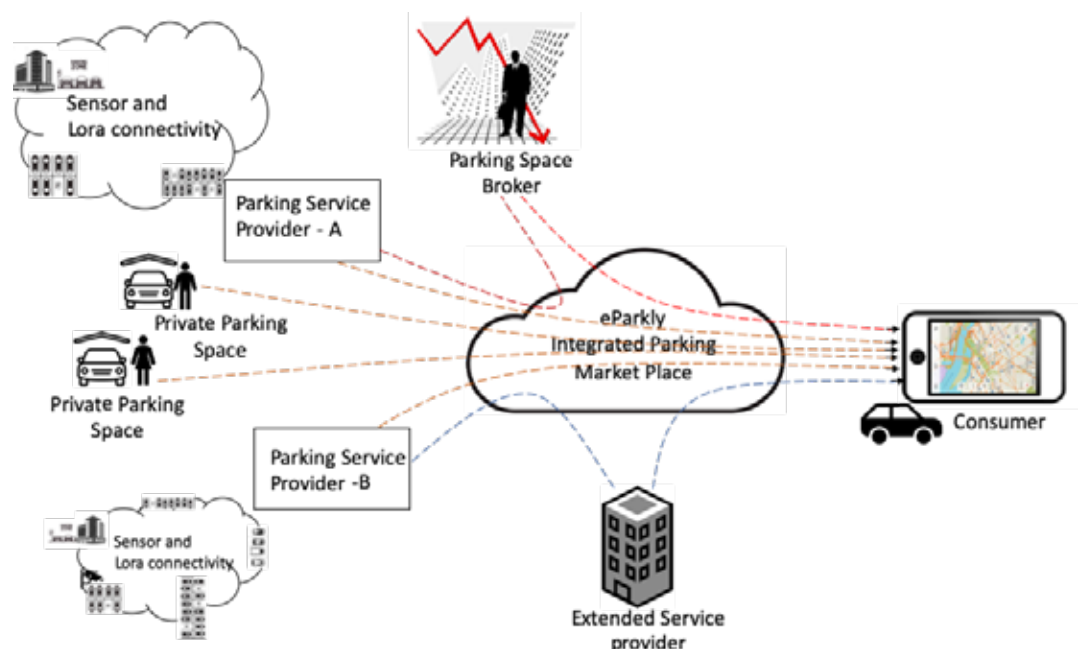 Sensor and
Lora connectivity
Parking Space
Broker
Parking Service
Provider - A
Private Parking
Space
Private Parking
Space
eParkly
Integrated Parking
Market Place
Consumer
Parking Service
Provider -B
Sensor and
Lora connectivity
Extended Service
provider